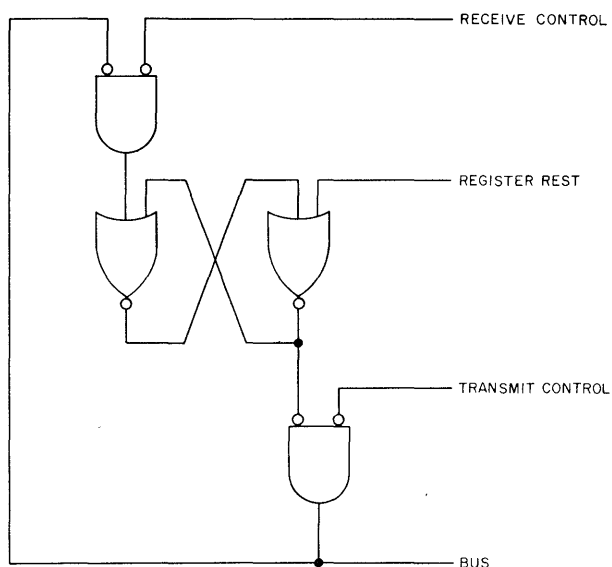 RECEIVE CONTROL
REGISTER REST
TRANSMIT CONTROL
BUS